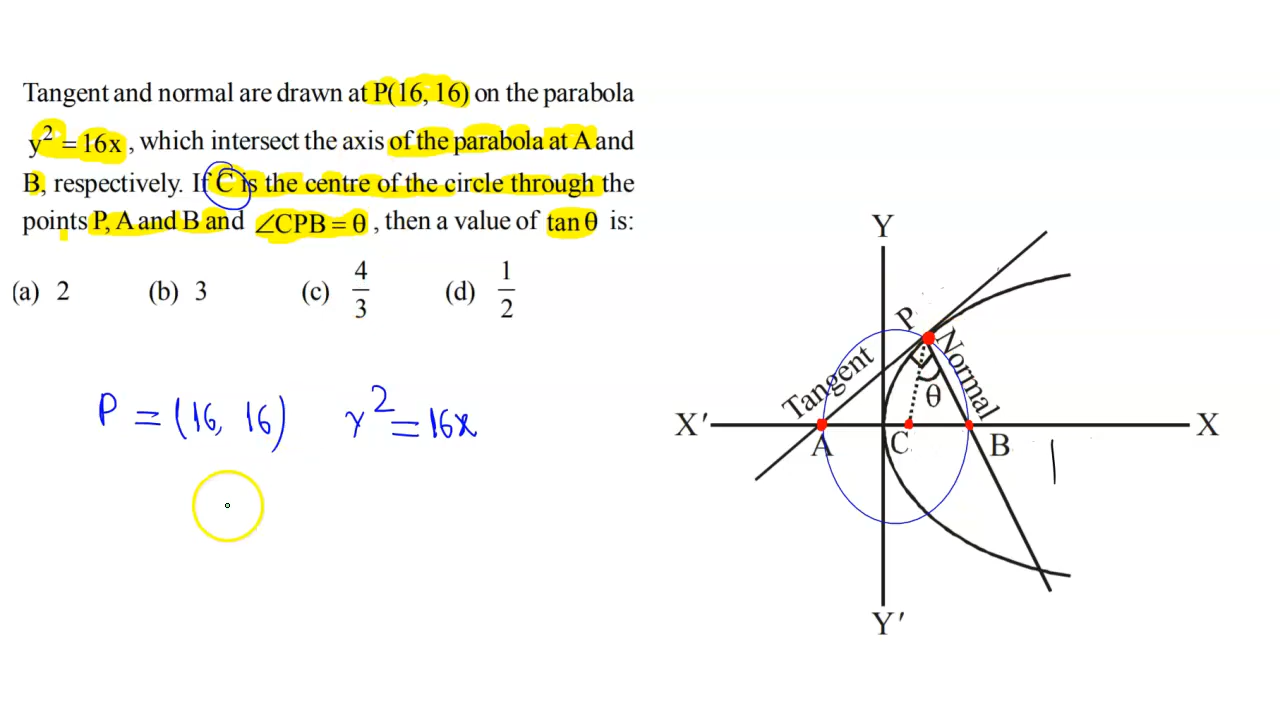 Tangent and normal are drawn at P(16, 16) on the parabola
y² = 16x, which intersect the axis of the parabola at A and
B, respectively. If C is the centre of the circle through the
points P, A and B and ∠CPB = θ, then a value of tan θ is:
(a) 2 (b) 3 (c) 4/3 (d) 1/2
P = (16, 16) y² = 16x
Y
P
Tangent
Normal
θ
X′
X
A
C
B
Y′